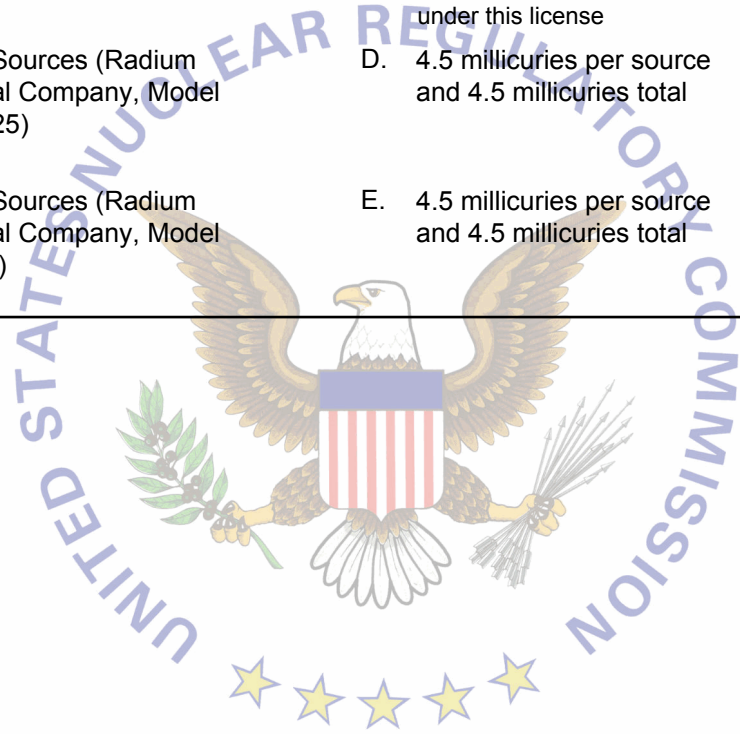 under this license
Sources (Radium
al Company, Model
25)
D. 4.5 millicuries per source
and 4.5 millicuries total
Sources (Radium
al Company, Model
)
E. 4.5 millicuries per source
and 4.5 millicuries total
UNITED STATES NUCLEAR REGULATORY COMMISSION